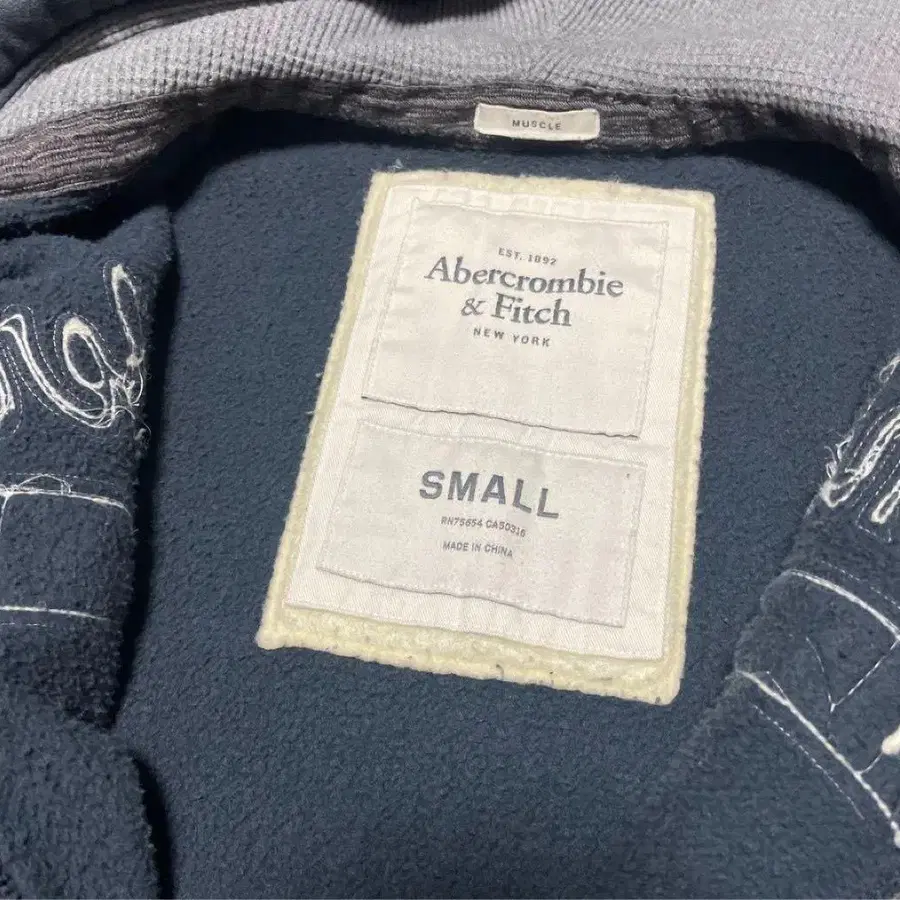 MUSCLE
EST. 1892
Abercrombie
& Fitch
NEW YORK
SMALL
RN75654 CA50316
MADE IN CHINA